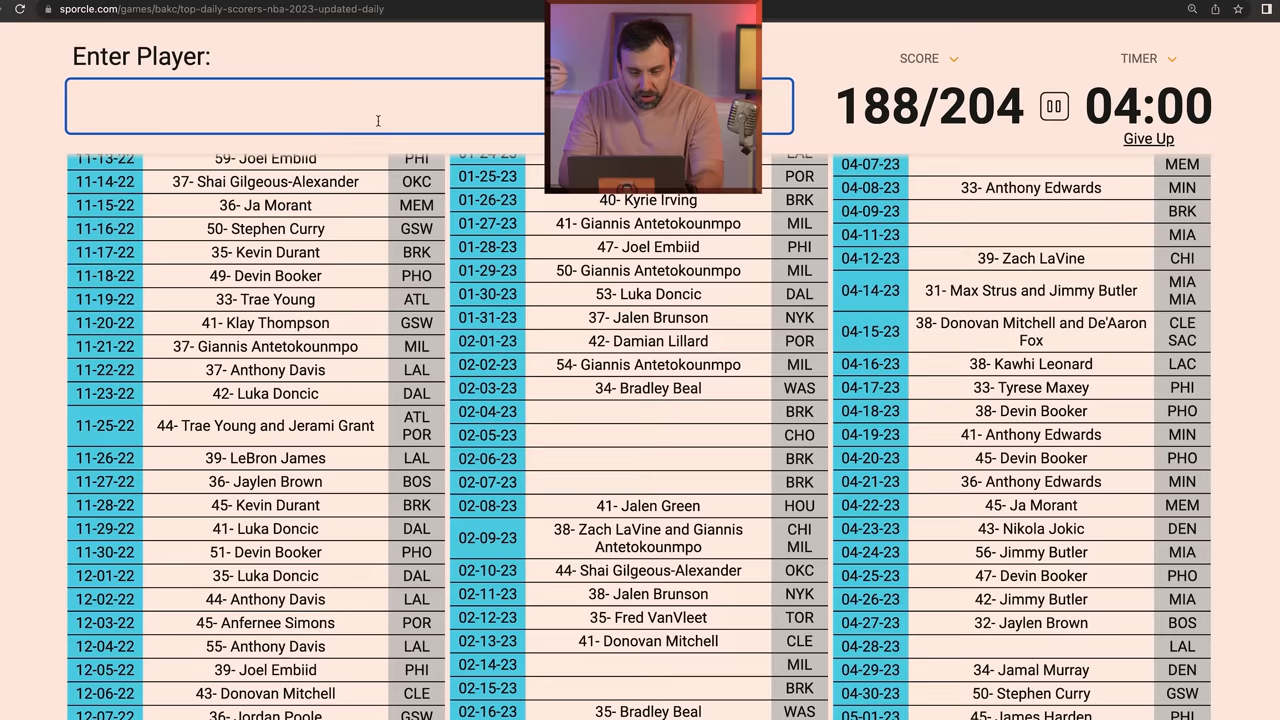 sporcle.com/games/bakc/top-daily-scorers-nba-2023-updated-daily
Enter Player:
SCORE
TIMER
188/204
04:00
Give Up
11-13-22 59- Joel Embiid PHI
11-14-22 37- Shai Gilgeous-Alexander OKC
11-15-22 36- Ja Morant MEM
11-16-22 50- Stephen Curry GSW
11-17-22 35- Kevin Durant BRK
11-18-22 49- Devin Booker PHO
11-19-22 33- Trae Young ATL
11-20-22 41- Klay Thompson GSW
11-21-22 37- Giannis Antetokounmpo MIL
11-22-22 37- Anthony Davis LAL
11-23-22 42- Luka Doncic DAL
11-25-22 44- Trae Young and Jerami Grant ATL
POR
11-26-22 39- LeBron James LAL
11-27-22 36- Jaylen Brown BOS
11-28-22 45- Kevin Durant BRK
11-29-22 41- Luka Doncic DAL
11-30-22 51- Devin Booker PHO
12-01-22 35- Luka Doncic DAL
12-02-22 44- Anthony Davis LAL
12-03-22 45- Anfernee Simons POR
12-04-22 55- Anthony Davis LAL
12-05-22 39- Joel Embiid PHI
12-06-22 43- Donovan Mitchell CLE
12-07-22 36- Jordan Poole GSW
01-24-23 LAL
01-25-23 POR
01-26-23 40- Kyrie Irving BRK
01-27-23 41- Giannis Antetokounmpo MIL
01-28-23 47- Joel Embiid PHI
01-29-23 50- Giannis Antetokounmpo MIL
01-30-23 53- Luka Doncic DAL
01-31-23 37- Jalen Brunson NYK
02-01-23 42- Damian Lillard POR
02-02-23 54- Giannis Antetokounmpo MIL
02-03-23 34- Bradley Beal WAS
02-04-23 BRK
02-05-23 CHO
02-06-23 BRK
02-07-23 BRK
02-08-23 41- Jalen Green HOU
02-09-23 38- Zach LaVine and Giannis CHI
Antetokounmpo MIL
02-10-23 44- Shai Gilgeous-Alexander OKC
02-11-23 38- Jalen Brunson NYK
02-12-23 35- Fred VanVleet TOR
02-13-23 41- Donovan Mitchell CLE
02-14-23 MIL
02-15-23 BRK
02-16-23 35- Bradley Beal WAS
04-07-23 MEM
04-08-23 33- Anthony Edwards MIN
04-09-23 BRK
04-11-23 MIA
04-12-23 39- Zach LaVine CHI
04-14-23 31- Max Strus and Jimmy Butler MIA
MIA
04-15-23 38- Donovan Mitchell and De'Aaron CLE
Fox SAC
04-16-23 38- Kawhi Leonard LAC
04-17-23 33- Tyrese Maxey PHI
04-18-23 38- Devin Booker PHO
04-19-23 41- Anthony Edwards MIN
04-20-23 45- Devin Booker PHO
04-21-23 36- Anthony Edwards MIN
04-22-23 45- Ja Morant MEM
04-23-23 43- Nikola Jokic DEN
04-24-23 56- Jimmy Butler MIA
04-25-23 47- Devin Booker PHO
04-26-23 42- Jimmy Butler MIA
04-27-23 32- Jaylen Brown BOS
04-28-23 LAL
04-29-23 34- Jamal Murray DEN
04-30-23 50- Stephen Curry GSW
05-01-23 45- James Harden PHI